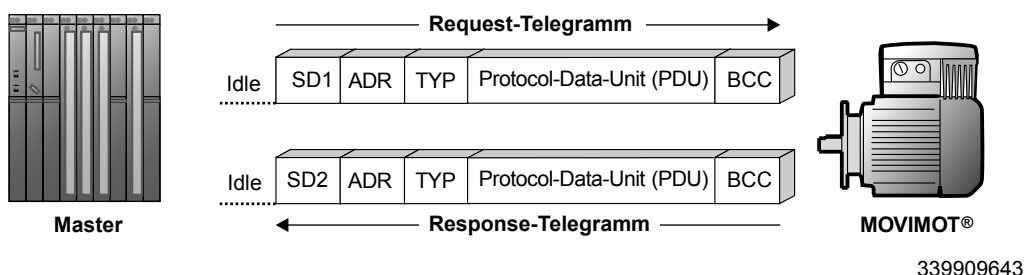 Request-Telegramm
Idle SD1 ADR TYP Protocol-Data-Unit (PDU) BCC
Idle SD2 ADR TYP Protocol-Data-Unit (PDU) BCC
Master Response-Telegramm MOVIMOT®
339909643